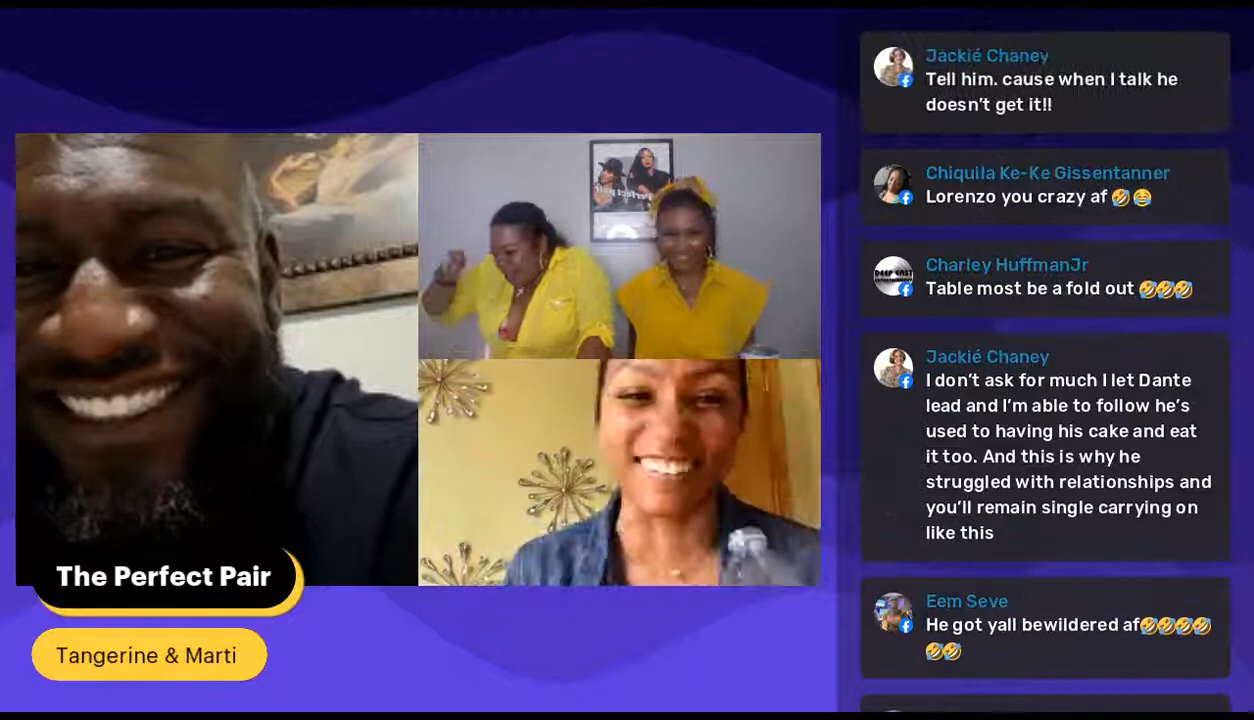 Jackié Chaney
Tell him. cause when I talk he
doesn't get it!!
Chiquila Ke-Ke Gissentanner
Lorenzo you crazy af 🤣😂
Charley HuffmanJr
Table most be a fold out 🤣🤣🤣
Jackié Chaney
I don't ask for much I let Dante
lead and I'm able to follow he's
used to having his cake and eat
it too. And this is why he
struggled with relationships and
you'll remain single carrying on
like this
Eem Seve
He got yall bewildered af🤣🤣🤣🤣
🤣🤣
The Perfect Pair
Tangerine & Marti